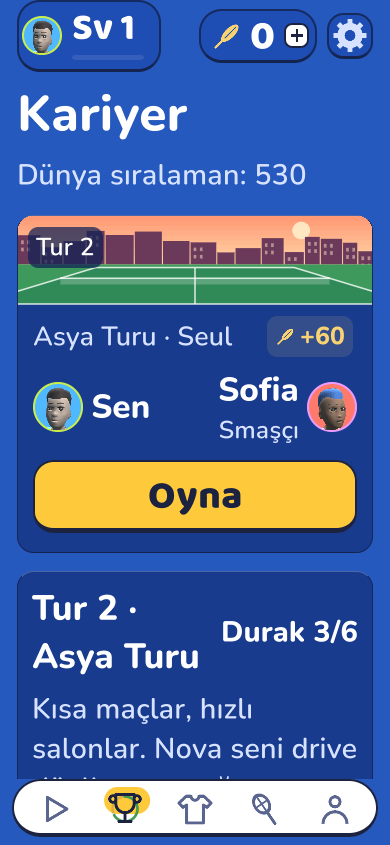 Sv 1
0
Kariyer
Dünya sıralaman: 530
Tur 2
Asya Turu · Seul
+60
Sen
Sofia
Smaşçı
Oyna
Tur 2 ·
Asya Turu
Durak 3/6
Kısa maçlar, hızlı
salonlar. Nova seni drive